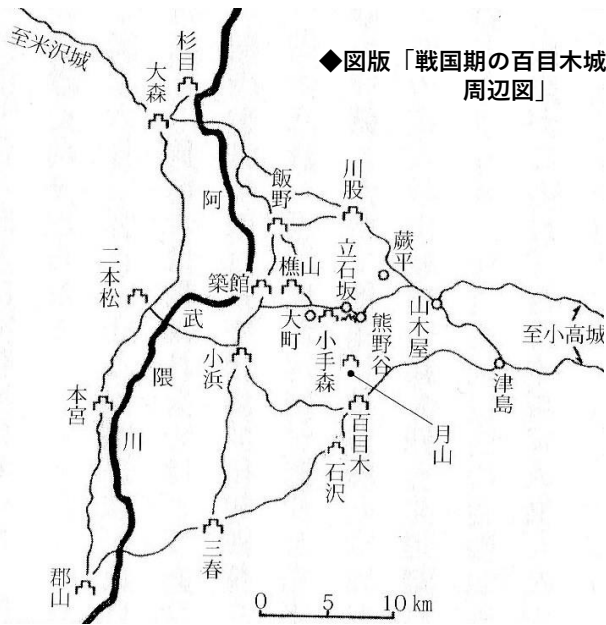 ◆図版「戦国期の百目木城
周辺図」
至米沢城
杉目
大森
川股
飯野
阿
蕨平
立石坂
樵山
築館
二本松
武
大町
小手森
熊野谷
山木屋
至小高城
小浜
隈
津島
本宮
百目木
月山
川
石沢
三春
郡山
0 5 10 km